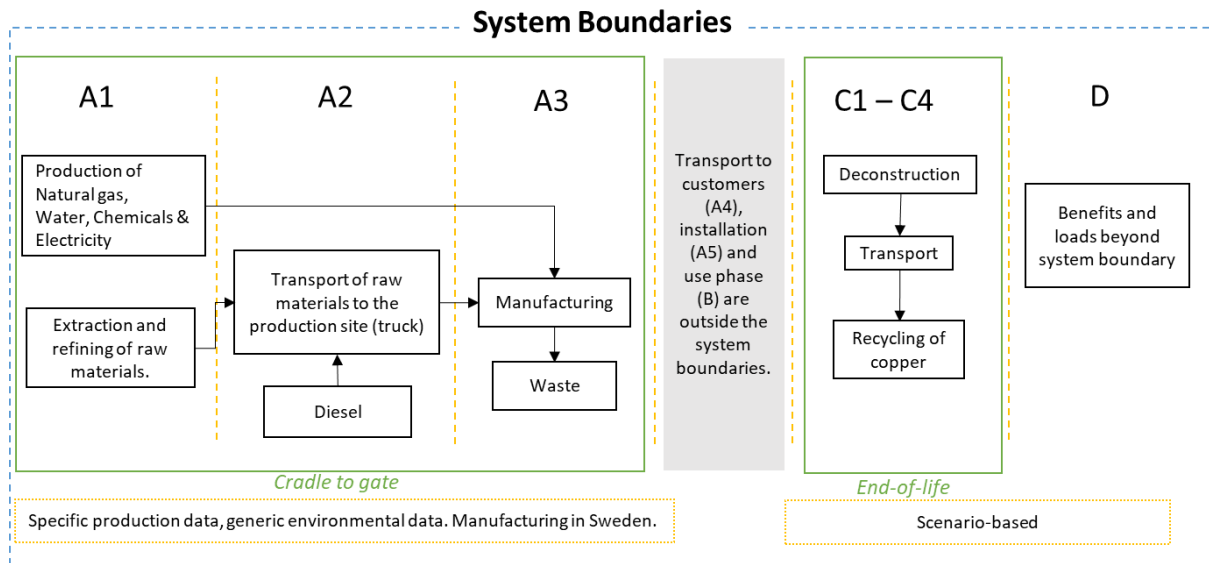 System Boundaries
A1
A2
A3
C1 – C4
D
Production of
Natural gas,
Water, Chemicals &
Electricity
Extraction and
refining of raw
materials.
Transport of raw
materials to the
production site (truck)
Diesel
Manufacturing
Waste
Transport to
customers
(A4),
installation
(A5) and
use phase
(B) are
outside the
system
boundaries.
Deconstruction
Transport
Recycling of
copper
Benefits and
loads beyond
system boundary
Cradle to gate
End-of-life
Specific production data, generic environmental data. Manufacturing in Sweden.
Scenario-based